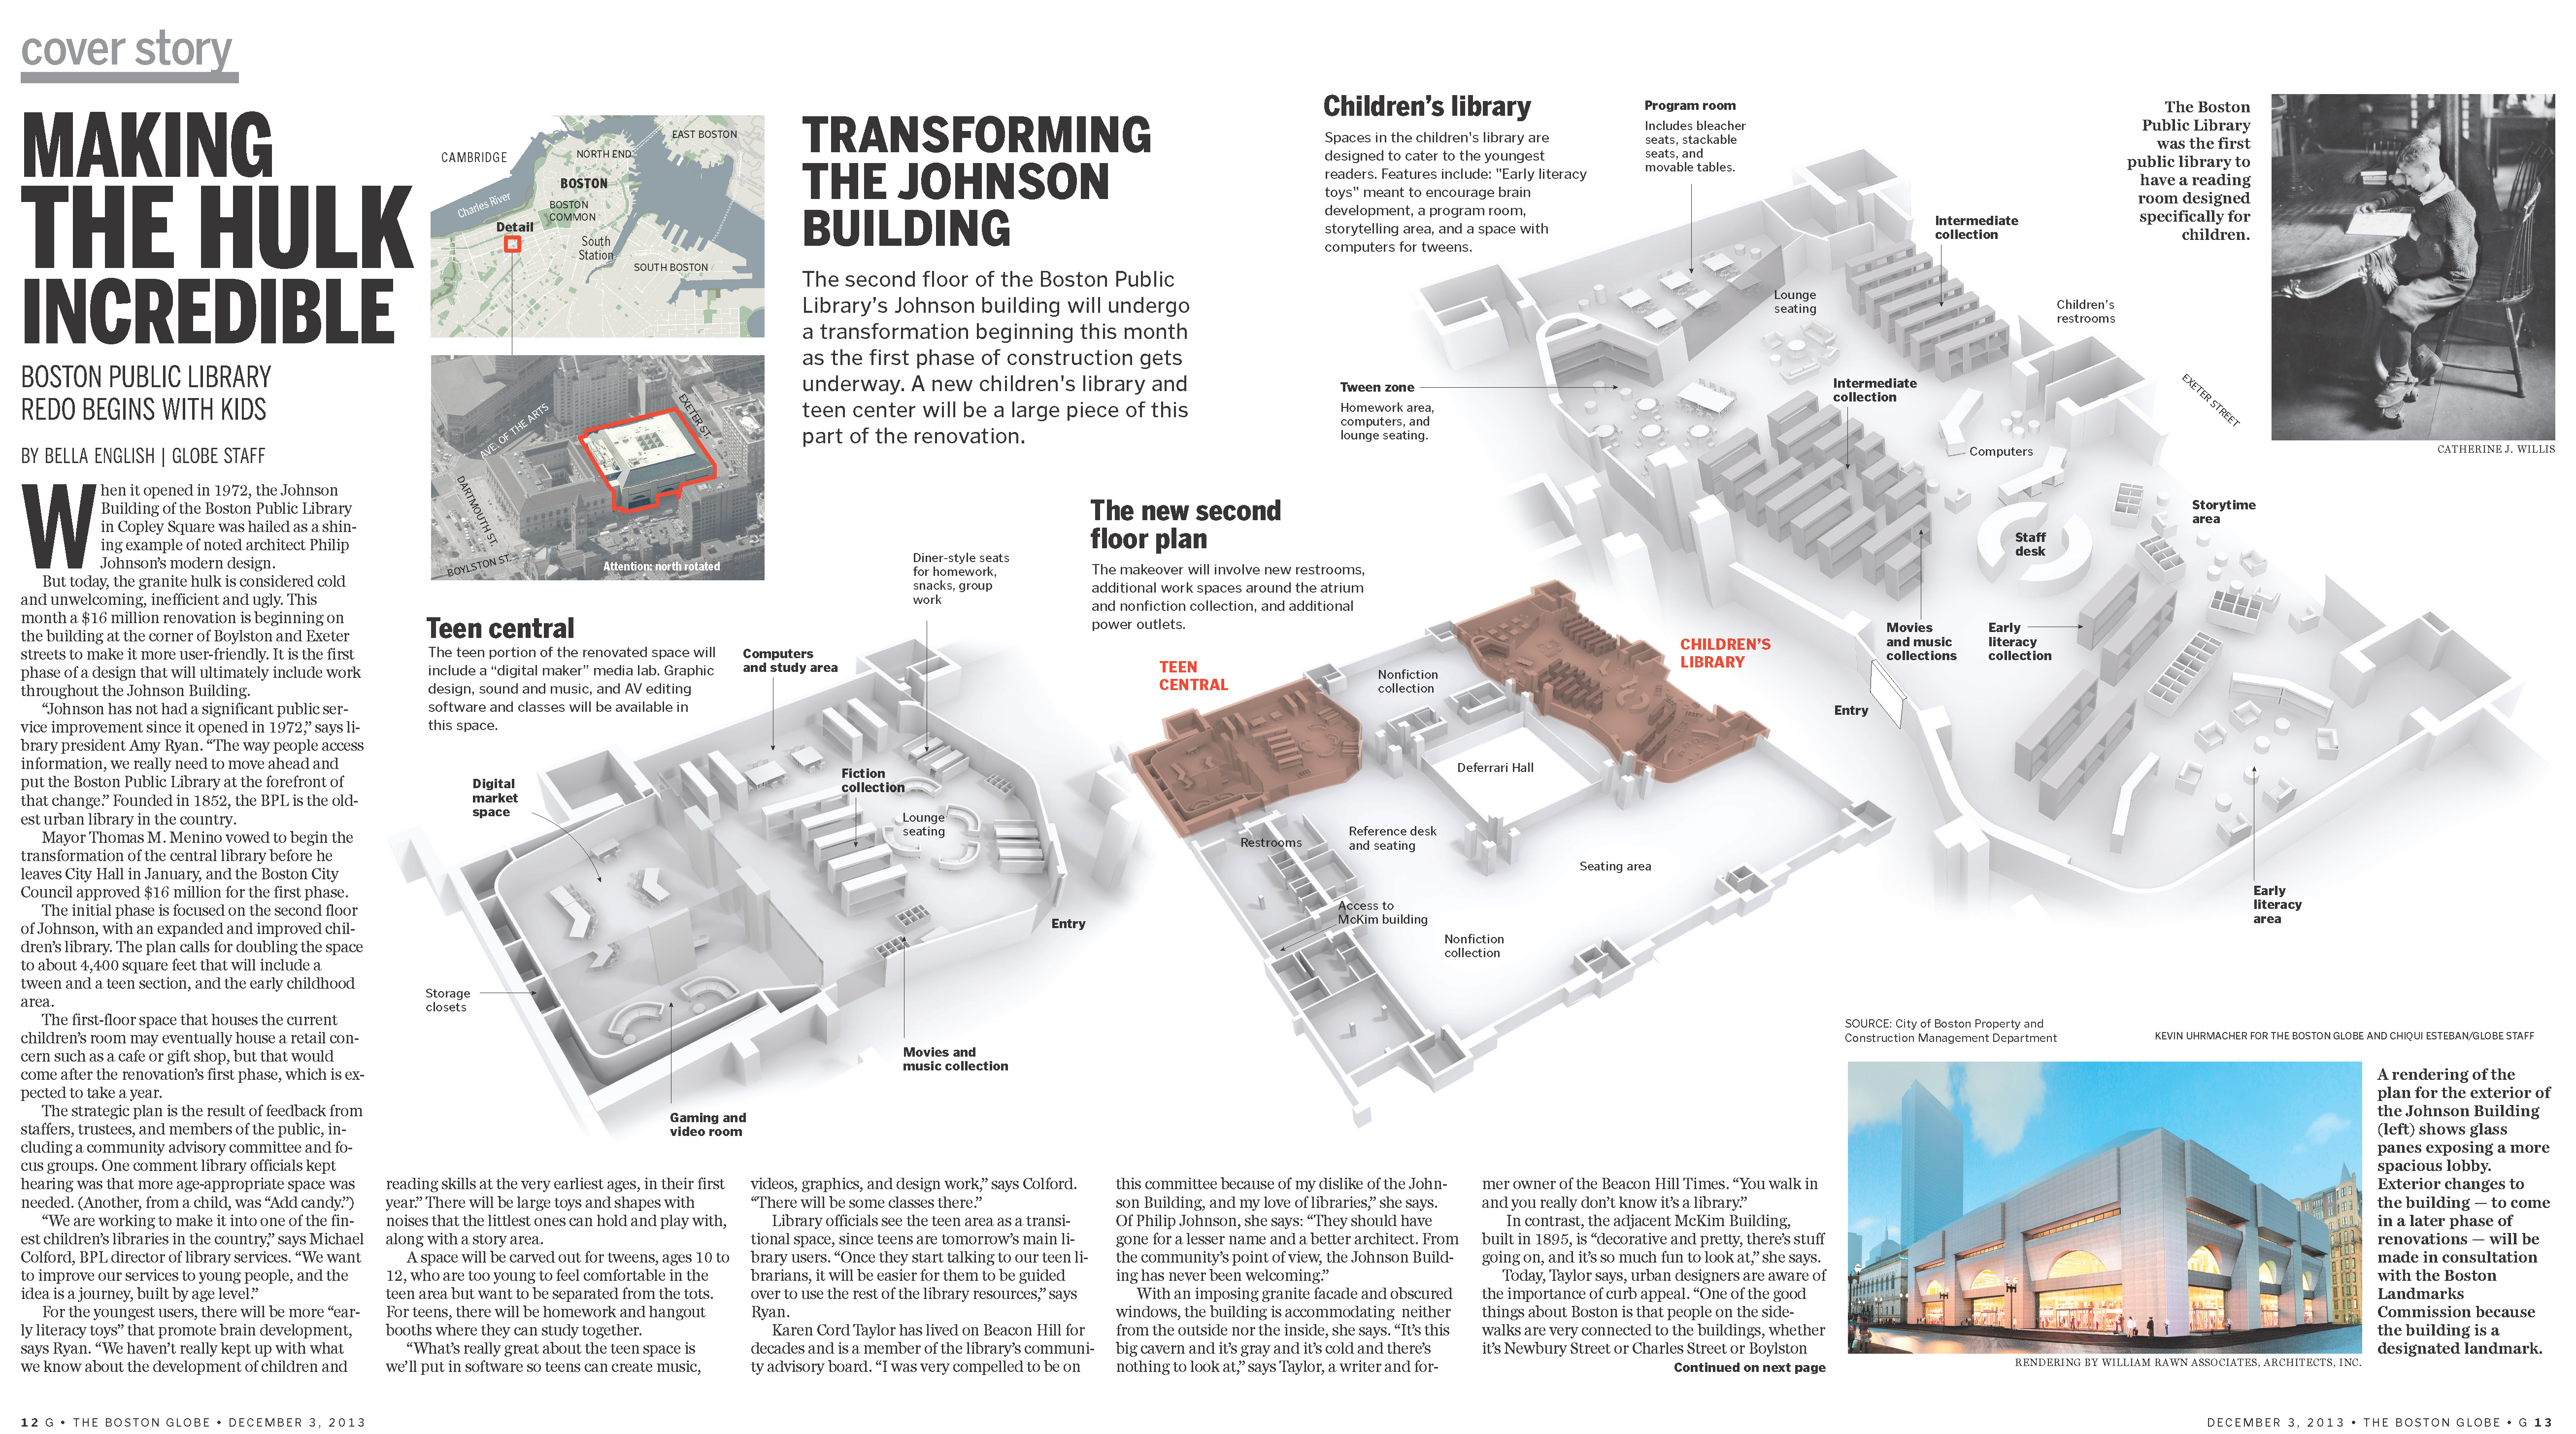 cover story
MAKING
THE HULK
INCREDIBLE
BOSTON PUBLIC LIBRARY
REDO BEGINS WITH KIDS
BY BELLA ENGLISH | GLOBE STAFF
When it opened in 1972, the Johnson
Building of the Boston Public Library
in Copley Square was hailed as a shin-
ing example of noted architect Philip
Johnson's modern design.
But today, the granite hulk is considered cold
and unwelcoming, inefficient and ugly. This
month a $16 million renovation is beginning on
the building at the corner of Boylston and Exeter
streets to make it more user-friendly. It is the first
phase of a design that will ultimately include work
throughout the Johnson Building.
“Johnson has not had a significant public ser-
vice improvement since it opened in 1972,” says li-
brary president Amy Ryan. “The way people access
information, we really need to move ahead and
put the Boston Public Library at the forefront of
that change.” Founded in 1852, the BPL is the old-
est urban library in the country.
Mayor Thomas M. Menino vowed to begin the
transformation of the central library before he
leaves City Hall in January, and the Boston City
Council approved $16 million for the first phase.
The initial phase is focused on the second floor
of Johnson, with an expanded and improved chil-
dren's library. The plan calls for doubling the space
to about 4,400 square feet that will include a
tween and a teen section, and the early childhood
area.
The first-floor space that houses the current
children's room may eventually house a retail con-
cern such as a cafe or gift shop, but that would
come after the renovation's first phase, which is ex-
pected to take a year.
The strategic plan is the result of feedback from
staffers, trustees, and members of the public, in-
cluding a community advisory committee and fo-
cus groups. One comment library officials kept
hearing was that more age-appropriate space was
needed. (Another, from a child, was “Add candy.”)
“We are working to make it into one of the fin-
est children's libraries in the country,” says Michael
Colford, BPL director of library services. “We want
to improve our services to young people, and the
idea is a journey, built by age level.”
For the youngest users, there will be more “ear-
ly literacy toys” that promote brain development,
says Ryan. “We haven't really kept up with what
we know about the development of children and
reading skills at the very earliest ages, in their first
year.” There will be large toys and shapes with
noises that the littlest ones can hold and play with,
along with a story area.
A space will be carved out for tweens, ages 10 to
12, who are too young to feel comfortable in the
teen area but want to be separated from the tots.
For teens, there will be homework and hangout
booths where they can study together.
“What's really great about the teen space is
we'll put in software so teens can create music,
videos, graphics, and design work,” says Colford.
“There will be some classes there.”
Library officials see the teen area as a transi-
tional space, since teens are tomorrow's main li-
brary users. “Once they start talking to our teen li-
brarians, it will be easier for them to be guided
over to use the rest of the library resources,” says
Ryan.
Karen Cord Taylor has lived on Beacon Hill for
decades and is a member of the library's communi-
ty advisory board. “I was very compelled to be on
this committee because of my dislike of the John-
son Building, and my love of libraries,” she says.
Of Philip Johnson, she says: “They should have
gone for a lesser name and a better architect. From
the community's point of view, the Johnson Build-
ing has never been welcoming.”
With an imposing granite facade and obscured
windows, the building is accommodating neither
from the outside nor the inside, she says. “It's this
big cavern and it's gray and it's cold and there's
nothing to look at,” says Taylor, a writer and for-
mer owner of the Beacon Hill Times. “You walk in
and you really don't know it's a library.”
In contrast, the adjacent McKim Building,
built in 1895, is “decorative and pretty, there's stuff
going on, and it's so much fun to look at,” she says.
Today, Taylor says, urban designers are aware of
the importance of curb appeal. “One of the good
things about Boston is that people on the side-
walks are very connected to the buildings, whether
it's Newbury Street or Charles Street or Boylston
Continued on next page
CAMBRIDGE
EAST BOSTON
NORTH END
BOSTON
Charles River
BOSTON
COMMON
Detail
South
Station
SOUTH BOSTON
AVE. OF THE ARTS
EXETER ST.
DARTMOUTH ST.
BOYLSTON ST.
Attention: north rotated
TRANSFORMING
THE JOHNSON
BUILDING
The second floor of the Boston Public
Library's Johnson building will undergo
a transformation beginning this month
as the first phase of construction gets
underway. A new children's library and
teen center will be a large piece of this
part of the renovation.
Teen central
The teen portion of the renovated space will
include a “digital maker” media lab. Graphic
design, sound and music, and AV editing
software and classes will be available in
this space.
Computers
and study area
Diner-style seats
for homework,
snacks, group
work
Digital
market
space
Fiction
collection
Lounge
seating
Entry
Storage
closets
Movies and
music collection
Gaming and
video room
The new second
floor plan
The makeover will involve new restrooms,
additional work spaces around the atrium
and nonfiction collection, and additional
power outlets.
TEEN
CENTRAL
CHILDREN'S
LIBRARY
Nonfiction
collection
Deferrari Hall
Restrooms
Reference desk
and seating
Seating area
Access to
McKim building
Nonfiction
collection
Children's library
Spaces in the children's library are
designed to cater to the youngest
readers. Features include: "Early literacy
toys" meant to encourage brain
development, a program room,
storytelling area, and a space with
computers for tweens.
Program room
Includes bleacher
seats, stackable
seats, and
movable tables.
Intermediate
collection
Lounge
seating
Children's
restrooms
Tween zone
Homework area,
computers, and
lounge seating.
Intermediate
collection
EXETER STREET
Computers
Storytime
area
Staff
desk
Movies
and music
collections
Early
literacy
collection
Entry
Early
literacy
area
The Boston
Public Library
was the first
public library to
have a reading
room designed
specifically for
children.
CATHERINE J. WILLIS
SOURCE: City of Boston Property and
Construction Management Department
KEVIN UHRMACHER FOR THE BOSTON GLOBE AND CHIQUI ESTEBAN/GLOBE STAFF
A rendering of the
plan for the exterior of
the Johnson Building
(left) shows glass
panes exposing a more
spacious lobby.
Exterior changes to
the building — to come
in a later phase of
renovations — will be
made in consultation
with the Boston
Landmarks
Commission because
the building is a
designated landmark.
RENDERING BY WILLIAM RAWN ASSOCIATES, ARCHITECTS, INC.
12 G • THE BOSTON GLOBE • DECEMBER 3, 2013
DECEMBER 3, 2013 • THE BOSTON GLOBE • G 13